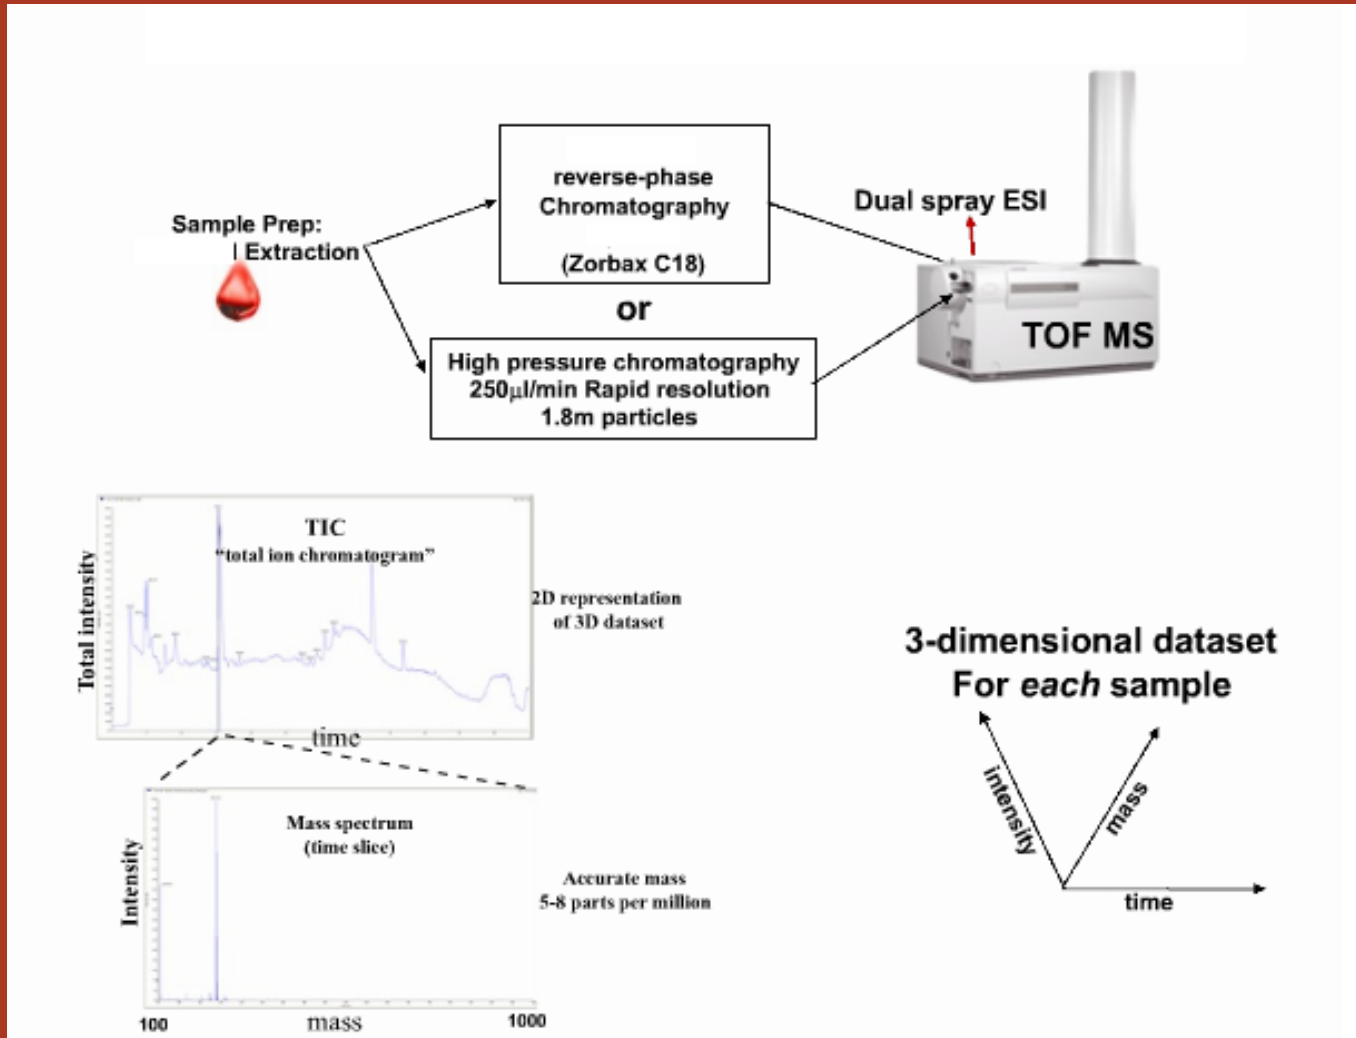 Sample Prep:
Extraction
reverse-phase
Chromatography
(Zorbax C18)
or
High pressure chromatography
250µl/min Rapid resolution
1.8m particles
Dual spray ESI
TOF MS
TIC
“total ion chromatogram”
Total intensity
time
2D representation
of 3D dataset
Mass spectrum
(time slice)
Intensity
100
mass
1000
Accurate mass
5-8 parts per million
3-dimensional dataset
For each sample
intensity
mass
time